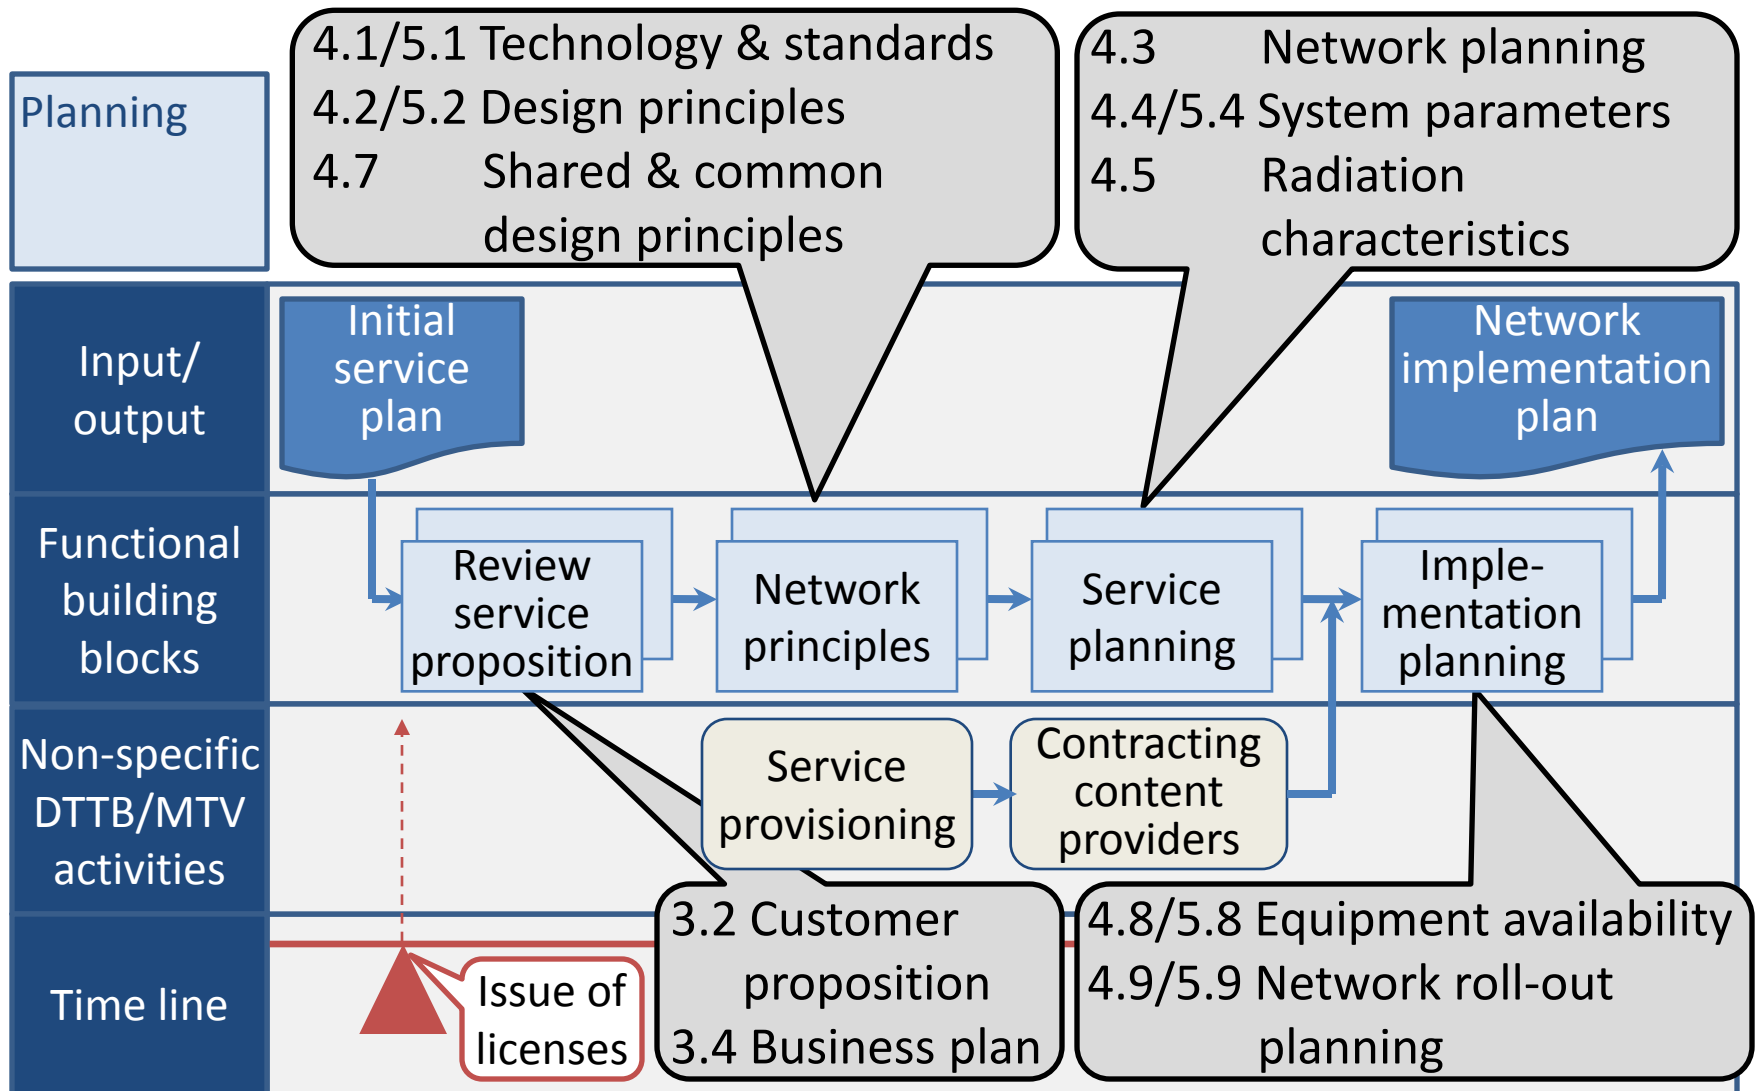 4.1/5.1 Technology & standards
4.2/5.2 Design principles
4.7 Shared & common
design principles
4.3 Network planning
4.4/5.4 System parameters
4.5 Radiation
characteristics
Planning
Input/
output
Initial
service
plan
Network
implementation
plan
Functional
building
blocks
Review
service
proposition
Network
principles
Service
planning
Imple-
mentation
planning
Non-specific
DTTB/MTV
activities
Service
provisioning
Contracting
content
providers
Time line
Issue of
licenses
3.2 Customer
proposition
3.4 Business plan
4.8/5.8 Equipment availability
4.9/5.9 Network roll-out
planning